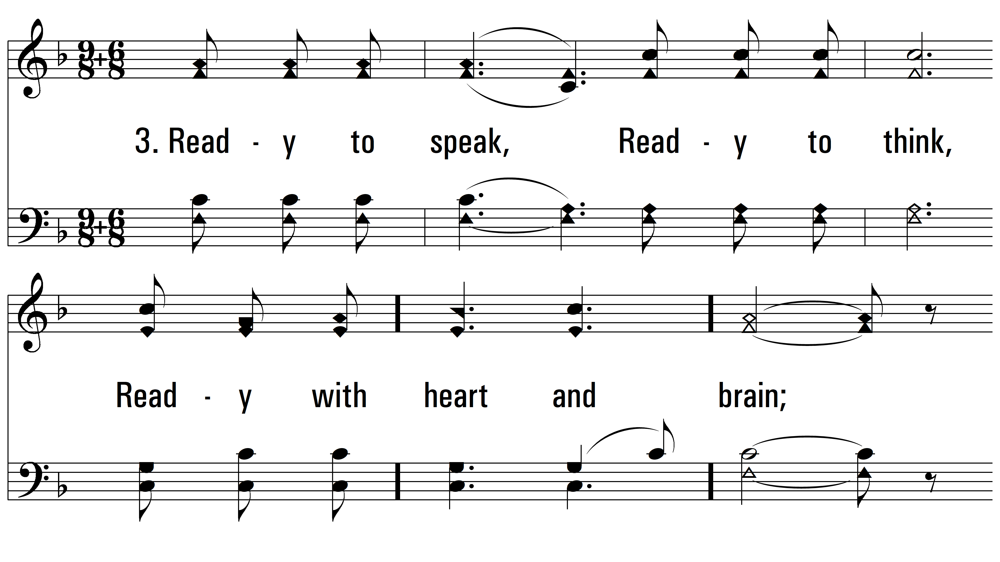 3. Read - y to speak, Read - y to think,
Read - y with heart and brain;